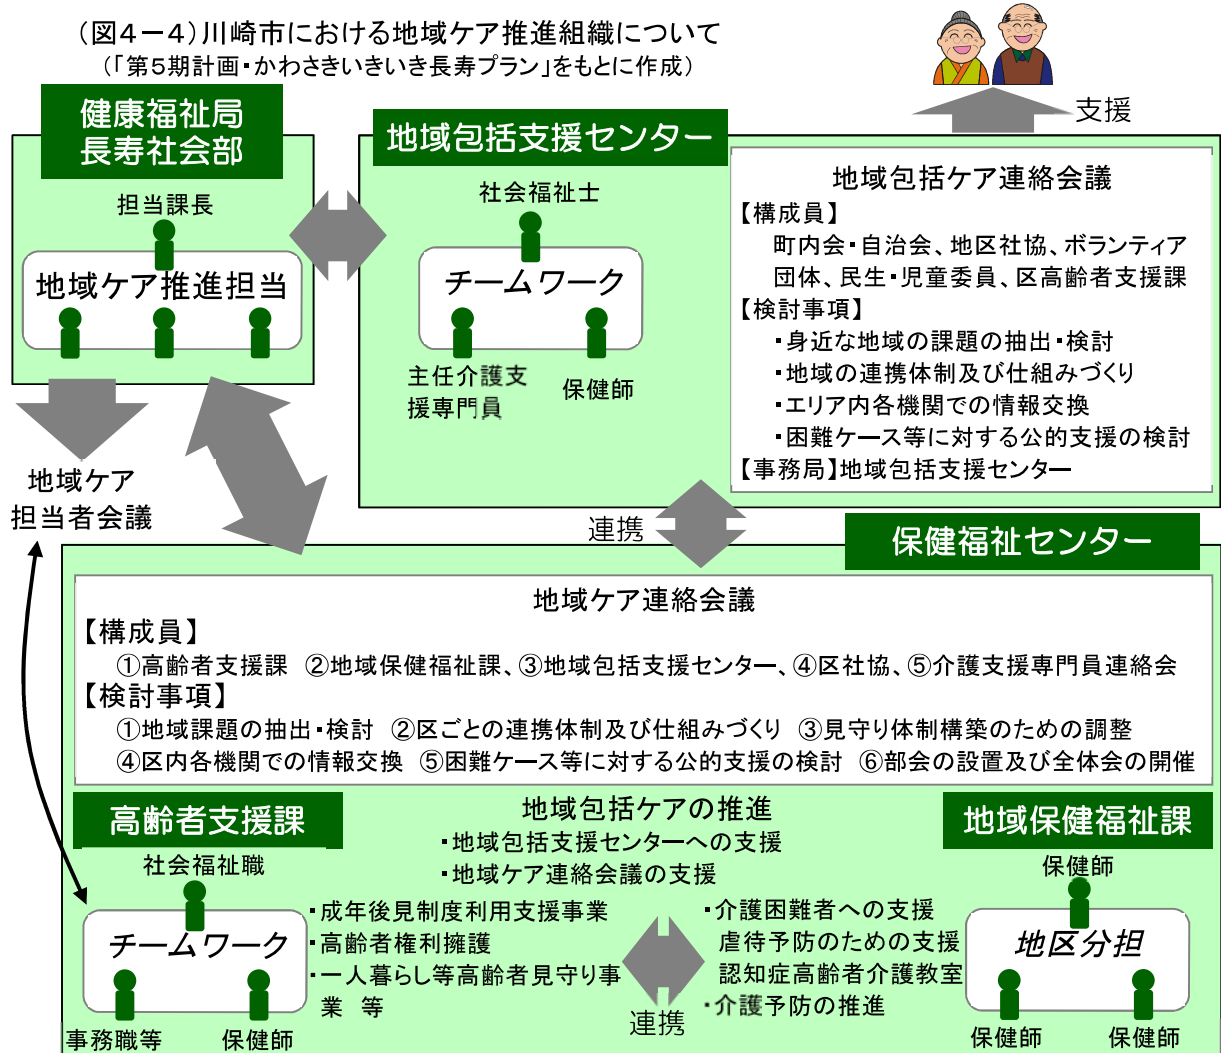 (図4-4)川崎市における地域ケア推進組織について
(「第5期計画・かわさきいきいき長寿プラン」をもとに作成)
支援
健康福祉局
長寿社会部
担当課長
地域ケア推進担当
地域包括支援センター
社会福祉士
チームワーク
主任介護支
援専門員
保健師
地域包括ケア連絡会議
【構成員】
町内会・自治会、地区社協、ボランティア
団体、民生・児童委員、区高齢者支援課
【検討事項】
・身近な地域の課題の抽出・検討
・地域の連携体制及び仕組みづくり
・エリア内各機関での情報交換
・困難ケース等に対する公的支援の検討
【事務局】地域包括支援センター
地域ケア
担当者会議
連携
保健福祉センター
地域ケア連絡会議
【構成員】
①高齢者支援課 ②地域保健福祉課、③地域包括支援センター、④区社協、⑤介護支援専門員連絡会
【検討事項】
①地域課題の抽出・検討 ②区ごとの連携体制及び仕組みづくり ③見守り体制構築のための調整
④区内各機関での情報交換 ⑤困難ケース等に対する公的支援の検討 ⑥部会の設置及び全体会の開催
地域包括ケアの推進
・地域包括支援センターへの支援
・地域ケア連絡会議の支援
高齢者支援課
社会福祉職
チームワーク
事務職等
保健師
・成年後見制度利用支援事業
・高齢者権利擁護
・一人暮らし等高齢者見守り事
業 等
連携
・介護困難者への支援
虐待予防のための支援
認知症高齢者介護教室
・介護予防の推進
地域保健福祉課
保健師
地区分担
保健師
保健師